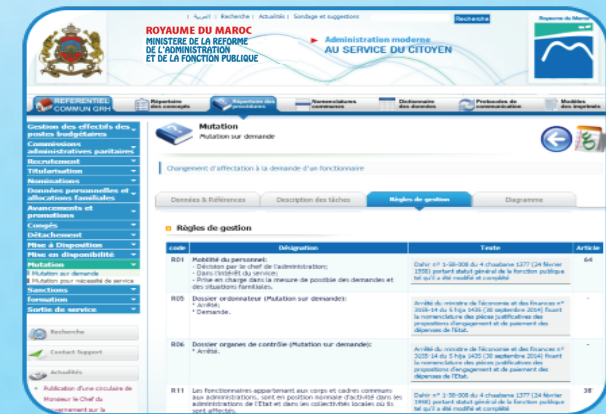 العربية | Recherche | Actualités | Sondage et suggestions
Recherche
Royaume du Maroc
ROYAUME DU MAROC
MINISTERE DE LA REFORME
DE L'ADMINISTRATION
ET DE LA FONCTION PUBLIQUE
Administration moderne
AU SERVICE DU CITOYEN
REFERENTIEL
COMMUN GRH
Répertoire
des concepts
Répertoire des
procédures
Nomenclatures
communes
Dictionnaire
des données
Protocoles de
communication
Modèles
des imprimés
Gestion des effectifs des
postes budgétaires
Commissions
administratives paritaires
Recrutement
Titularisation
Nominations
Données personnelles et
allocations familiales
Avancements et
promotions
Congés
Détachement
Mise à Disposition
Mise en disponibilité
Mutation
Mutation sur demande
Mutation pour nécessité de service
Sanctions
formation
Sortie de service
Recherche
Contact Support
Actualités
Publication d'une circulaire de
Monsieur le Chef du
Gouvernement sur la
Mutation
Mutation sur demande
Changement d'affectation à la demande d'un fonctionnaire
Données & Références
Description des tâches
Règles de gestion
Diagramme
Règles de gestion
code Désignation Texte Article
R01 Mobilité du personnel:
- Décision par le chef de l'administration;
- Dans l'intérêt du service;
- Prise en charge dans la mesure de possible des demandes et
des situations familiales.
Dahir n° 1-58-008 du 4 chaabane 1377 (24 février
1958) portant statut général de la fonction publique
tel qu'il a été modifié et complété
64
R05 Dossier ordonnateur (Mutation sur demande):
* Arrêté;
* Demande.
Arrêté du ministre de l'économie et des finances n°
3155-14 du 5 hija 1435 (30 septembre 2014) fixant
la nomenclature des pièces justificatives des
propositions d'engagement et de paiement des
dépenses de l'Etat.
-
R06 Dossier organes de contrôle (Mutation sur demande):
* Arrêté.
Arrêté du ministre de l'économie et des finances n°
3155-14 du 5 hija 1435 (30 septembre 2014) fixant
la nomenclature des pièces justificatives des
propositions d'engagement et de paiement des
dépenses de l'Etat.
-
R11 Les fonctionnaires appartenant aux corps et cadres communs
aux administrations, sont en position normale d'activité dans les
administrations de l'Etat et dans les collectivités locales où ils
sont affectés.
Dahir n° 1-58-008 du 4 chaabane 1377 (24 février
1958) portant statut général de la fonction publique
tel qu'il a été modifié et complété
38'